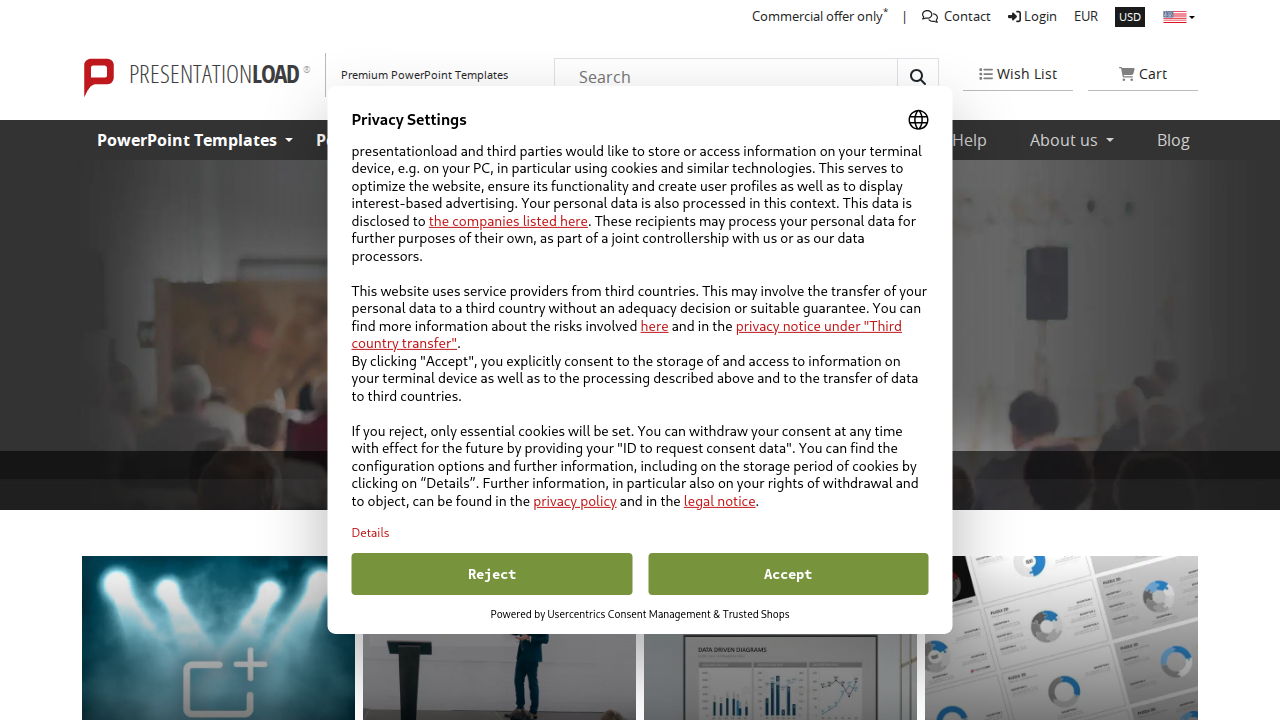 Commercial offer only* | Contact Login EUR USD
PRESENTATIONLOAD® Premium PowerPoint Templates Search Wish List Cart
PowerPoint Templates Help About us Blog
Privacy Settings
presentationload and third parties would like to store or access information on your terminal
device, e.g. on your PC, in particular using cookies and similar technologies. This serves to
optimize the website, ensure its functionality and create user profiles as well as to display
interest-based advertising. Your personal data is also processed in this context. This data is
disclosed to the companies listed here. These recipients may process your personal data for
further purposes of their own, as part of a joint controllership with us or as our data
processors.
This website uses service providers from third countries. This may involve the transfer of your
personal data to a third country without an adequacy decision or suitable guarantee. You can
find more information about the risks involved here and in the privacy notice under "Third
country transfer".
By clicking "Accept", you explicitly consent to the storage of and access to information on
your terminal device as well as to the processing described above and to the transfer of data
to third countries.
If you reject, only essential cookies will be set. You can withdraw your consent at any time
with effect for the future by providing your "ID to request consent data". You can find the
configuration options and further information, including on the storage period of cookies by
clicking on “Details”. Further information, in particular also on your rights of withdrawal and
to object, can be found in the privacy policy and in the legal notice.
Details
Reject Accept
Powered by Usercentrics Consent Management & Trusted Shops
DATA DRIVEN DIAGRAMS